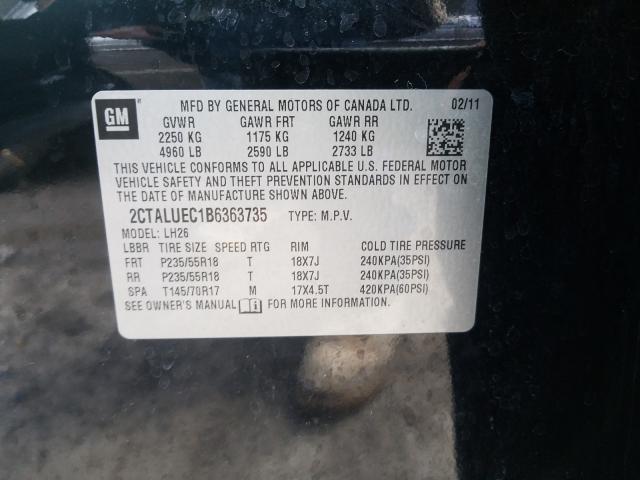 GM MFD BY GENERAL MOTORS OF CANADA LTD. 02/11
GVWR GAWR FRT GAWR RR
2250 KG 1175 KG 1240 KG
4960 LB 2590 LB 2733 LB
THIS VEHICLE CONFORMS TO ALL APPLICABLE U.S. FEDERAL MOTOR
VEHICLE SAFETY AND THEFT PREVENTION STANDARDS IN EFFECT ON
THE DATE OF MANUFACTURE SHOWN ABOVE.
2CTALUEC1B6363735 TYPE: M.P.V.
MODEL: LH26
LBBR TIRE SIZE SPEED RTG RIM COLD TIRE PRESSURE
FRT P235/55R18 T 18X7J 240KPA(35PSI)
RR P235/55R18 T 18X7J 240KPA(35PSI)
SPA T145/70R17 M 17X4.5T 420KPA(60PSI)
SEE OWNER'S MANUAL FOR MORE INFORMATION.